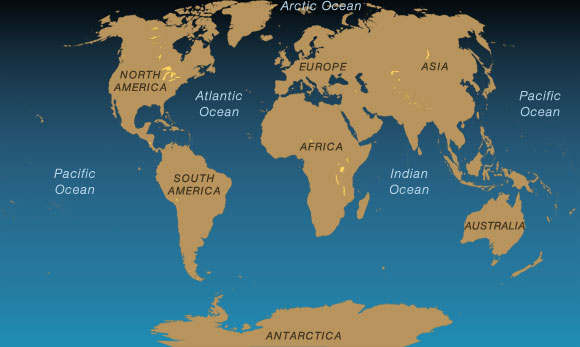 Arctic Ocean
NORTH
AMERICA
EUROPE
ASIA
Atlantic
Ocean
Pacific
Ocean
AFRICA
Pacific
Ocean
SOUTH
AMERICA
Indian
Ocean
AUSTRALIA
ANTARCTICA